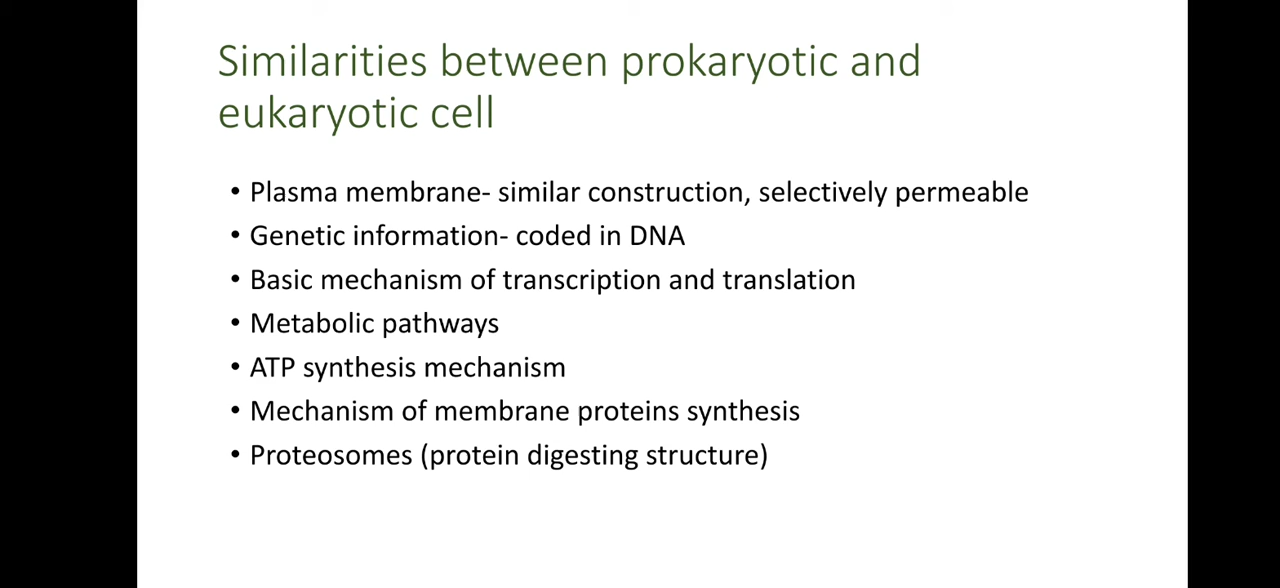 Similarities between prokaryotic and
eukaryotic cell
• Plasma membrane- similar construction, selectively permeable
• Genetic information- coded in DNA
• Basic mechanism of transcription and translation
• Metabolic pathways
• ATP synthesis mechanism
• Mechanism of membrane proteins synthesis
• Proteosomes (protein digesting structure)